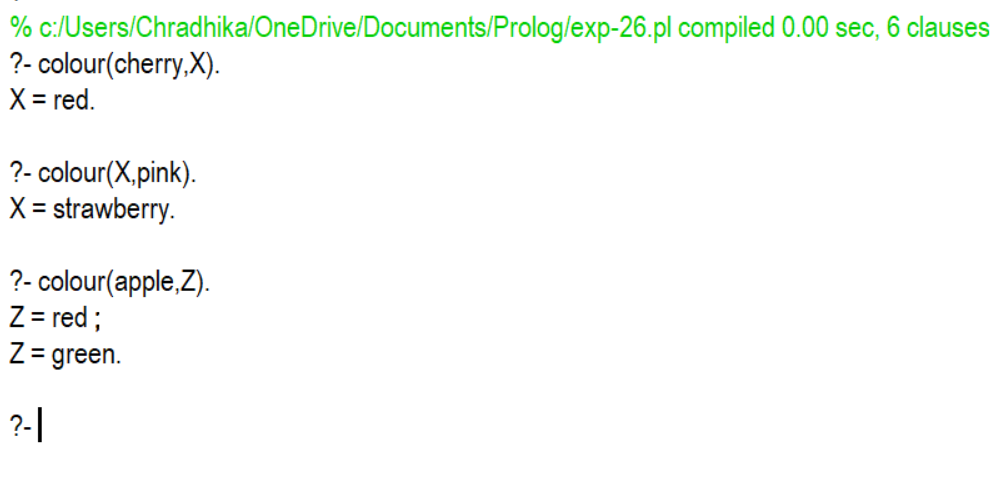 % c:/Users/Chradhika/OneDrive/Documents/Prolog/exp-26.pl compiled 0.00 sec, 6 clauses
?- colour(cherry,X).
X = red.
?- colour(X,pink).
X = strawberry.
?- colour(apple,Z).
Z = red ;
Z = green.
?-